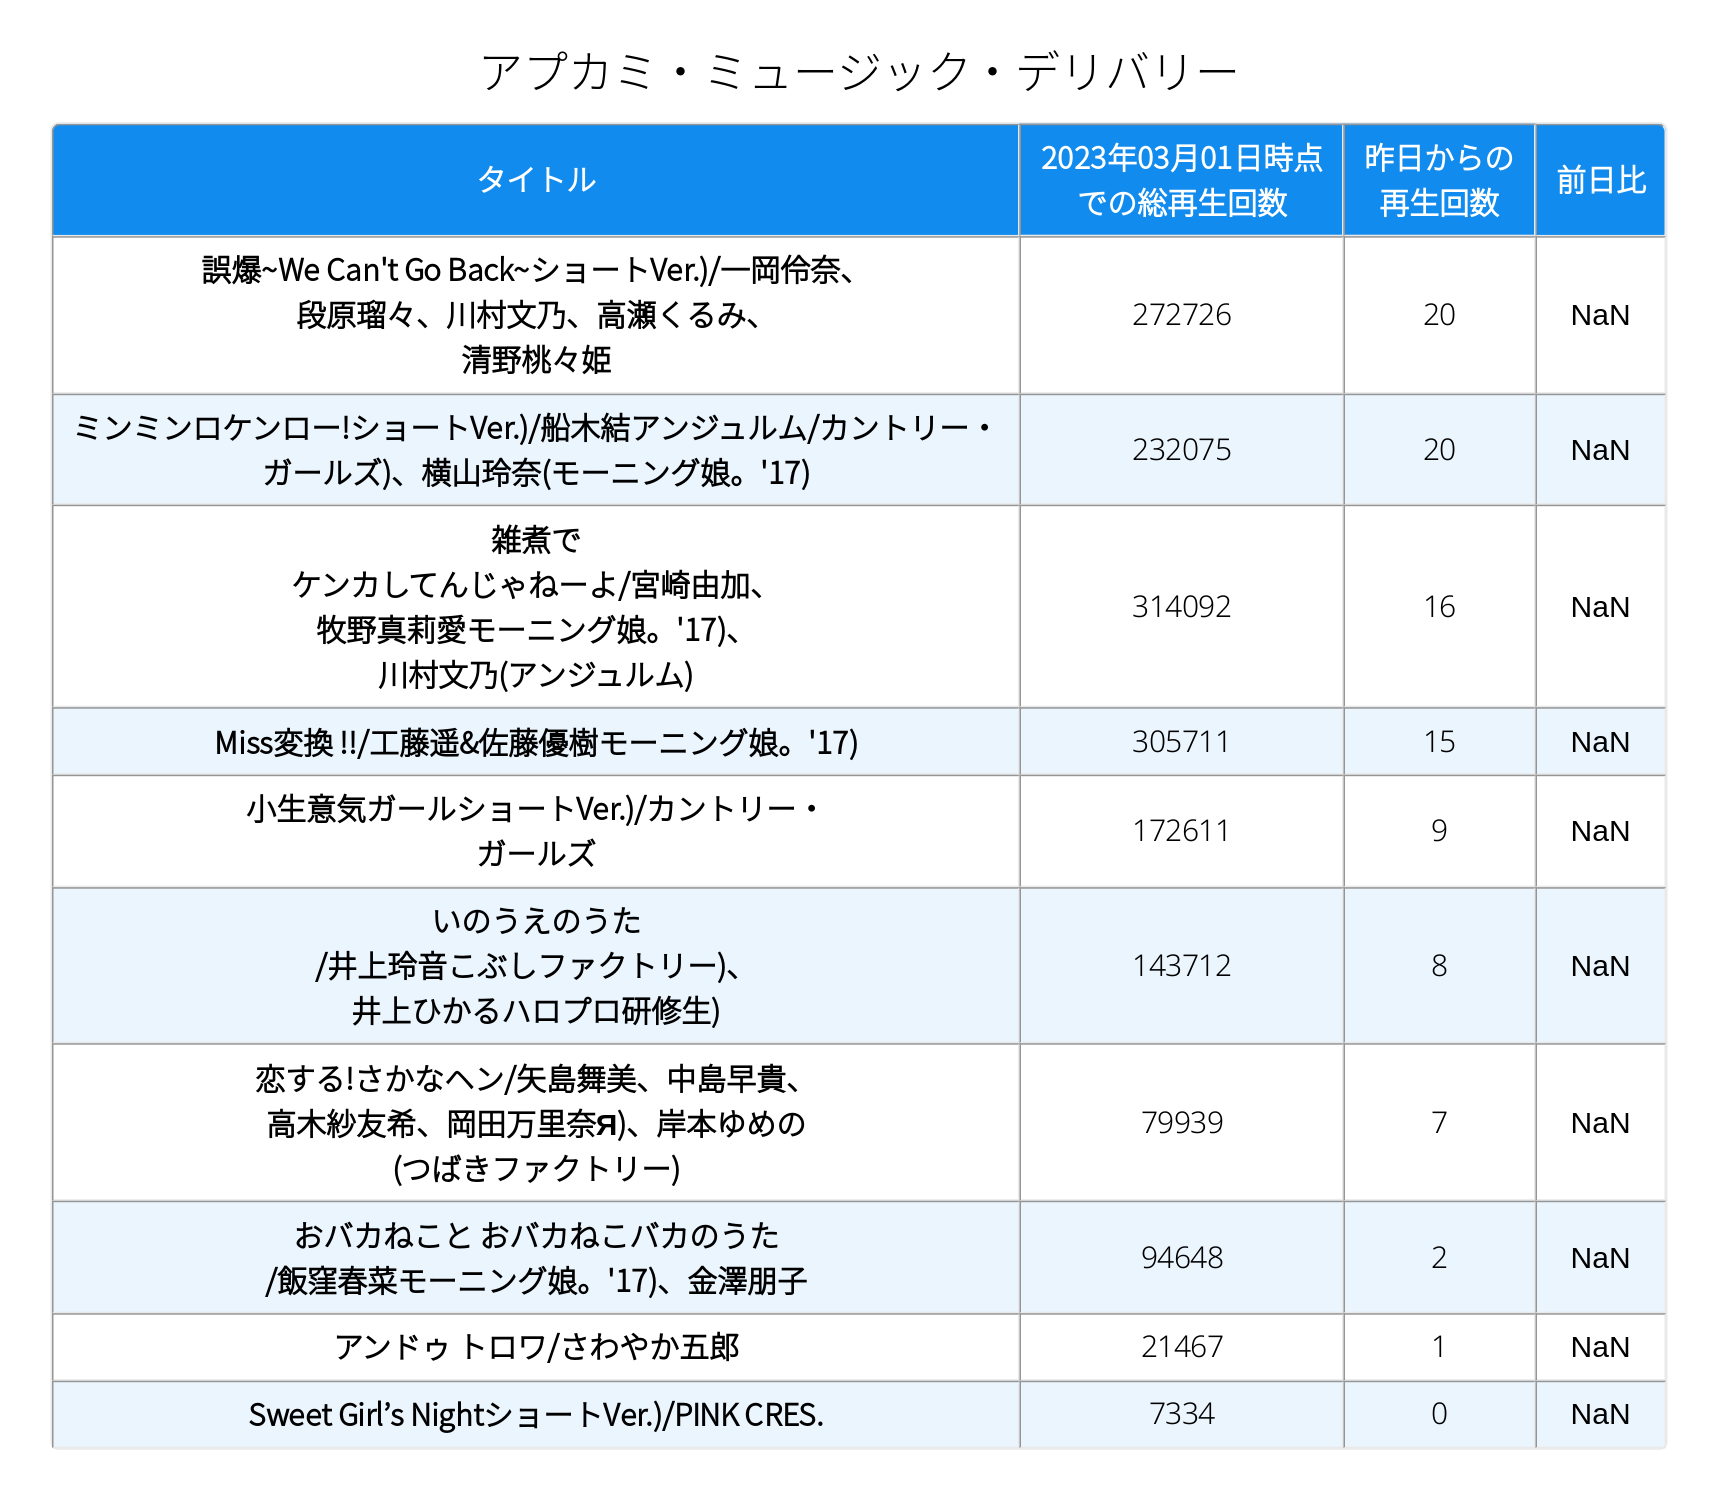 アプカミ・ミュージック・デリバリー
タイトル
2023年03月01日時点
での総再生回数
昨日からの
再生回数
前日比
誤爆~We Can't Go Back~ショートVer.)/一岡伶奈、
段原瑠々、川村文乃、高瀬くるみ、
清野桃々姫
272726
20
NaN
ミンミンロケンロー!ショートVer.)/船木結アンジュルム/カントリー・
ガールズ)、横山玲奈(モーニング娘。'17)
232075
20
NaN
雑煮で
ケンカしてんじゃねーよ/宮崎由加、
牧野真莉愛モーニング娘。'17)、
川村文乃(アンジュルム)
314092
16
NaN
Miss変換 !!/工藤遥&佐藤優樹モーニング娘。'17)
305711
15
NaN
小生意気ガールショートVer.)/カントリー・
ガールズ
172611
9
NaN
いのうえのうた
/井上玲音こぶしファクトリー)、
井上ひかるハロプロ研修生)
143712
8
NaN
恋する!さかなヘン/矢島舞美、中島早貴、
高木紗友希、岡田万里奈Я)、岸本ゆめの
(つばきファクトリー)
79939
7
NaN
おバカねこと おバカねこバカのうた
/飯窪春菜モーニング娘。'17)、金澤朋子
94648
2
NaN
アンドゥ トロワ/さわやか五郎
21467
1
NaN
Sweet Girl’s NightショートVer.)/PINK CRES.
7334
0
NaN